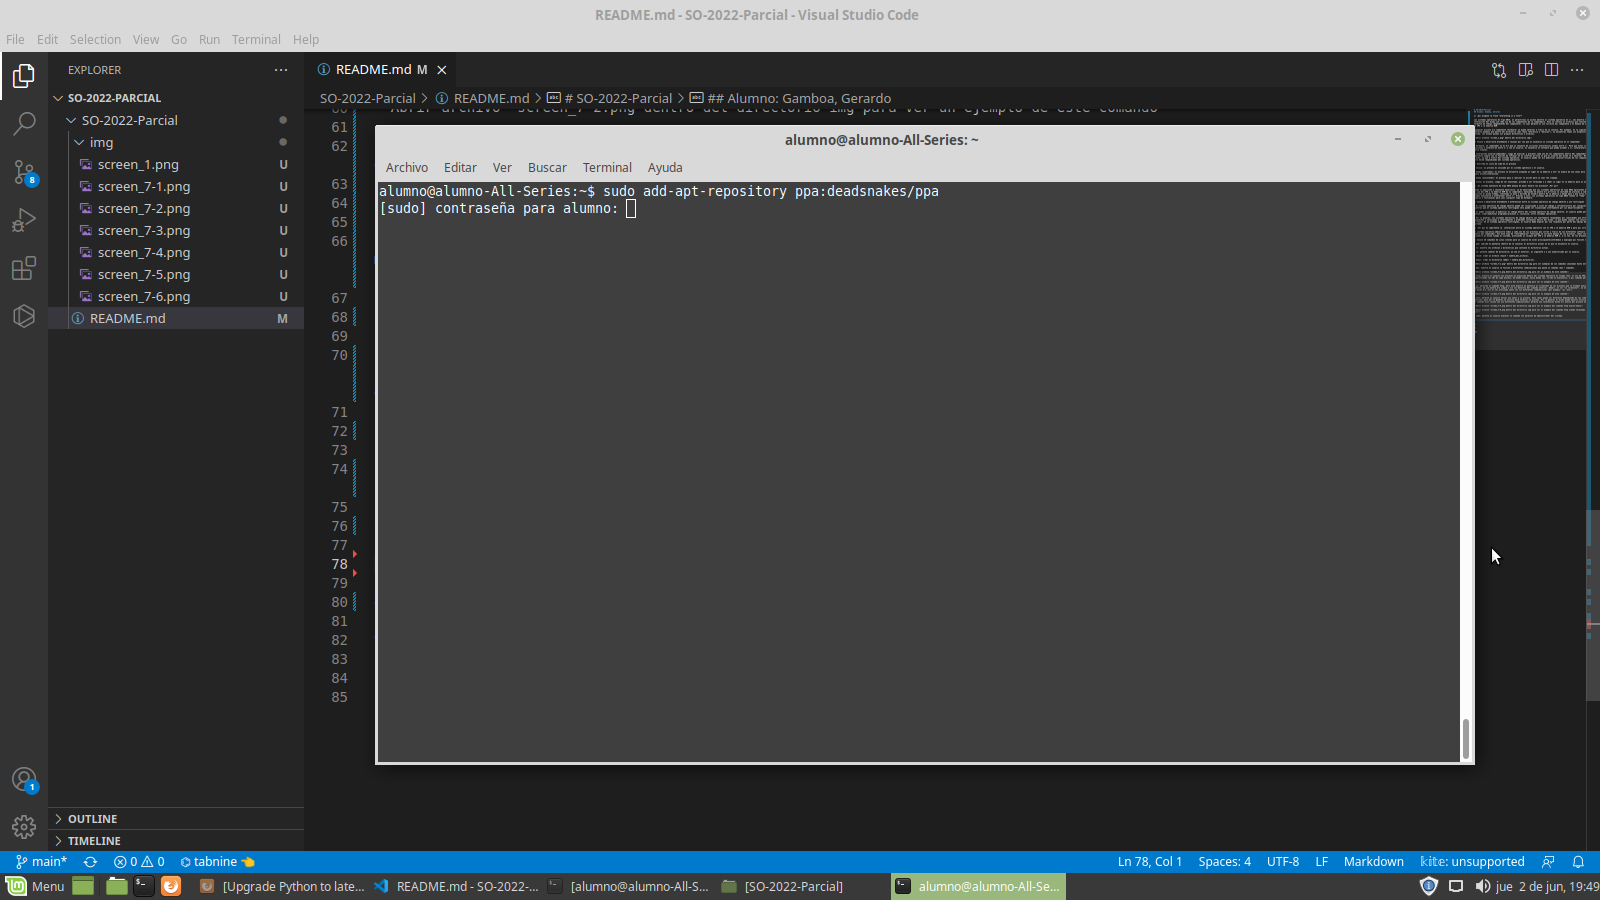 README.md - SO-2022-Parcial - Visual Studio Code
File Edit Selection View Go Run Terminal Help
EXPLORER
README.md M
SO-2022-PARCIAL
SO-2022-Parcial > README.md > # SO-2022-Parcial > ## Alumno: Gamboa, Gerardo
SO-2022-Parcial
img
screen_1.png U
screen_7-1.png U
screen_7-2.png U
screen_7-3.png U
screen_7-4.png U
screen_7-5.png U
screen_7-6.png U
README.md M
8
1
OUTLINE
TIMELINE
61
62
63
64
65
66
67
68
69
70
71
72
73
74
75
76
77
78
79
80
81
82
83
84
85
alumno@alumno-All-Series: ~
Archivo Editar Ver Buscar Terminal Ayuda
alumno@alumno-All-Series:~$ sudo add-apt-repository ppa:deadsnakes/ppa
[sudo] contraseña para alumno:
main* 0 0 tabnine Ln 78, Col 1 Spaces: 4 UTF-8 LF Markdown kite: unsupported
Menu [Upgrade Python to late... README.md - SO-2022-... [alumno@alumno-All-S... [SO-2022-Parcial] alumno@alumno-All-Se... jue 2 de jun, 19:49